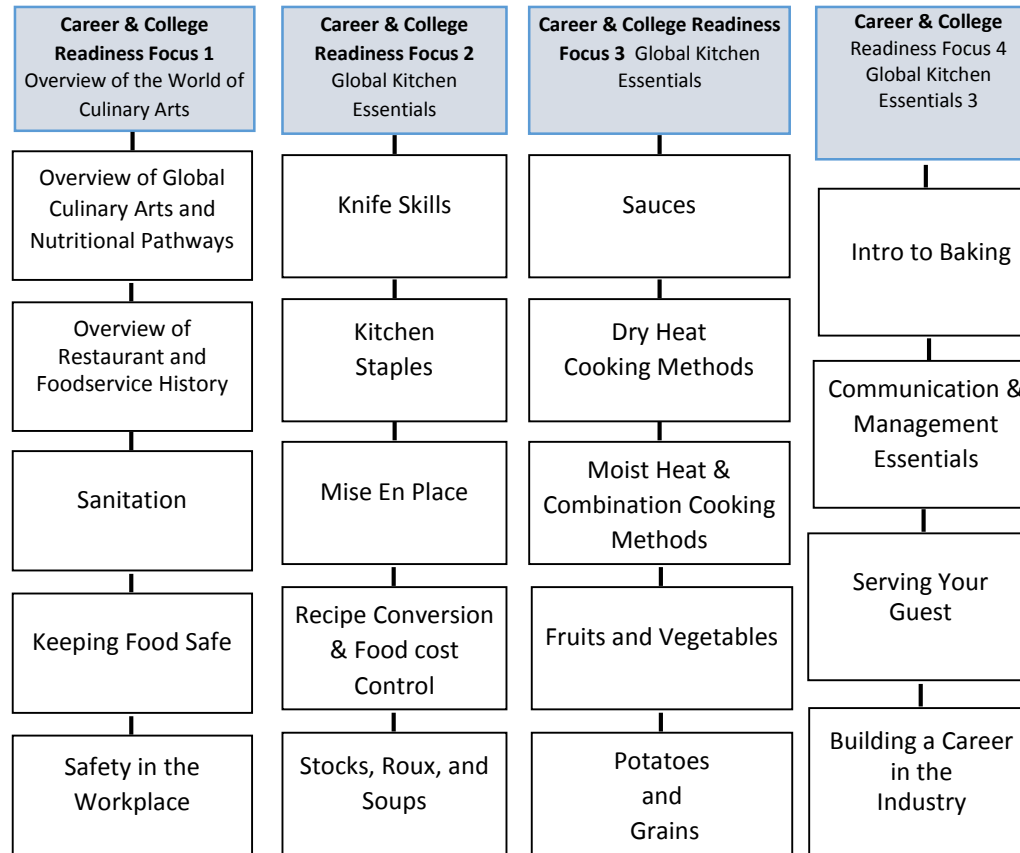 Career & College
Readiness Focus 1
Overview of the World of
Culinary Arts
Overview of Global
Culinary Arts and
Nutritional Pathways
Overview of
Restaurant and
Foodservice History
Sanitation
Keeping Food Safe
Safety in the
Workplace
Career & College
Readiness Focus 2
Global Kitchen
Essentials
Knife Skills
Kitchen
Staples
Mise En Place
Recipe Conversion
& Food cost
Control
Stocks, Roux, and
Soups
Career & College Readiness
Focus 3 Global Kitchen
Essentials
Sauces
Dry Heat
Cooking Methods
Moist Heat &
Combination Cooking
Methods
Fruits and Vegetables
Potatoes
and
Grains
Career & College
Readiness Focus 4
Global Kitchen
Essentials 3
Intro to Baking
Communication &
Management
Essentials
Serving Your
Guest
Building a Career
in the
Industry